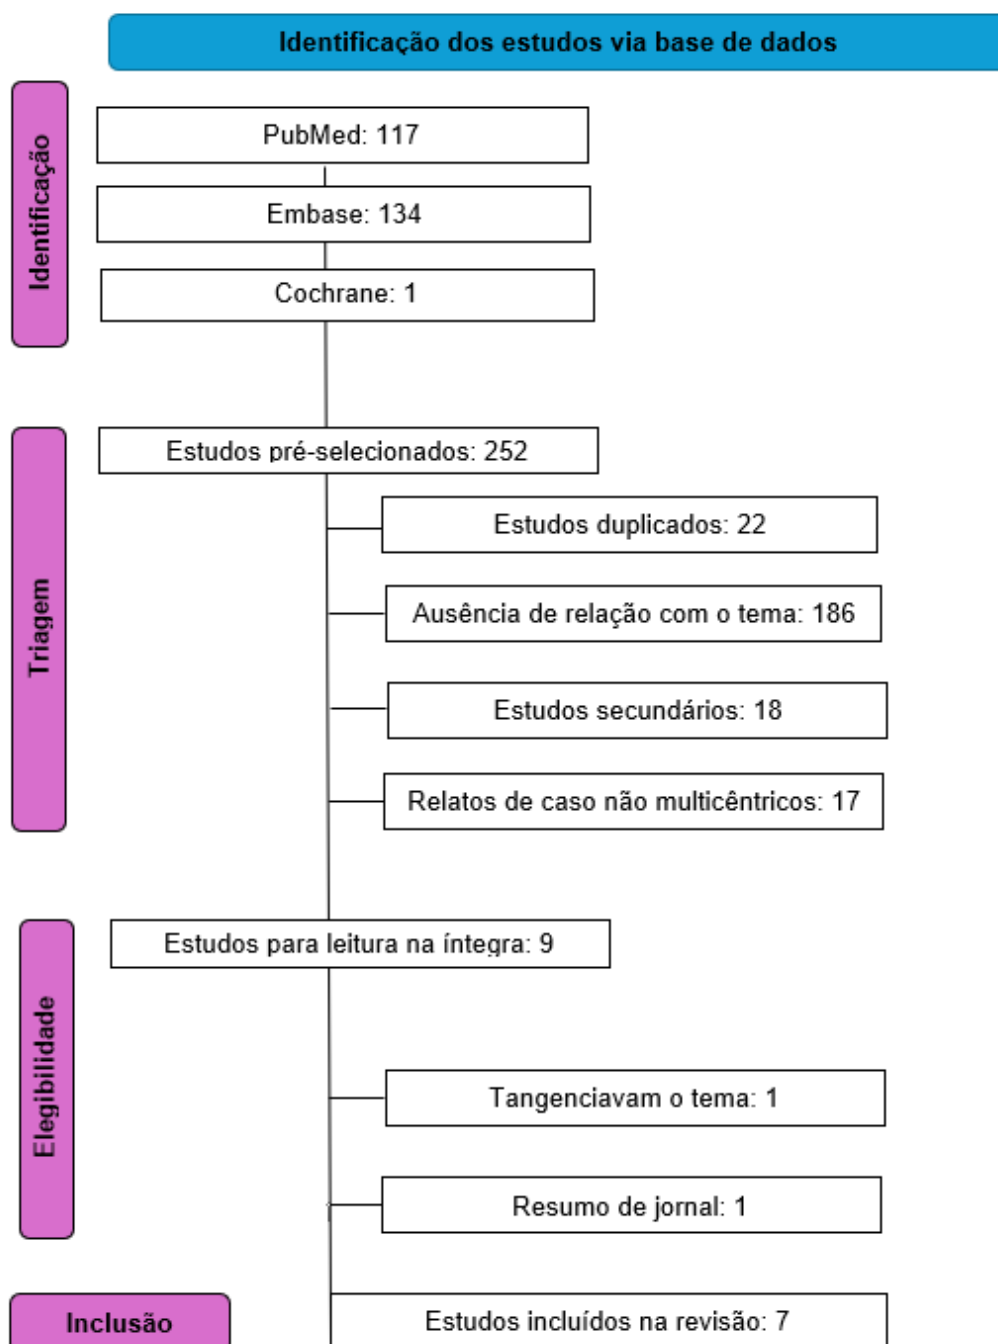 Identificação dos estudos via base de dados
Identificação
PubMed: 117
Embase: 134
Cochrane: 1
Triagem
Estudos pré-selecionados: 252
Estudos duplicados: 22
Ausência de relação com o tema: 186
Estudos secundários: 18
Relatos de caso não multicêntricos: 17
Elegibilidade
Estudos para leitura na íntegra: 9
Tangenciavam o tema: 1
Resumo de jornal: 1
Inclusão
Estudos incluídos na revisão: 7